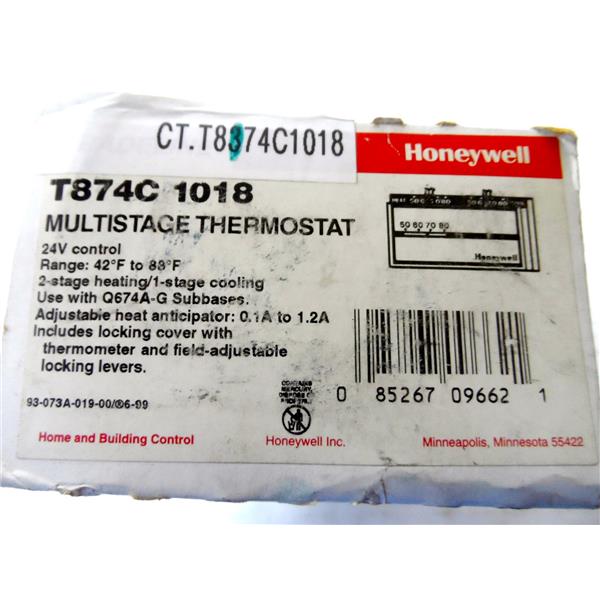 CT.T8374C1018
Honeywell
T874C 1018
MULTISTAGE THERMOSTAT
24V control
Range: 42°F to 88°F
2-stage heating/1-stage cooling
Use with Q674A-G Subbases.
Adjustable heat anticipator: 0.1A to 1.2A
Includes locking cover with
thermometer and field-adjustable
locking levers.
HEAT
50 60 70 80
Honeywell
93-073A-019-00/®6-99
CONTAINS
MERCURY,
0 85267 09662 1
Home and Building Control
Honeywell Inc.
Minneapolis, Minnesota 55422